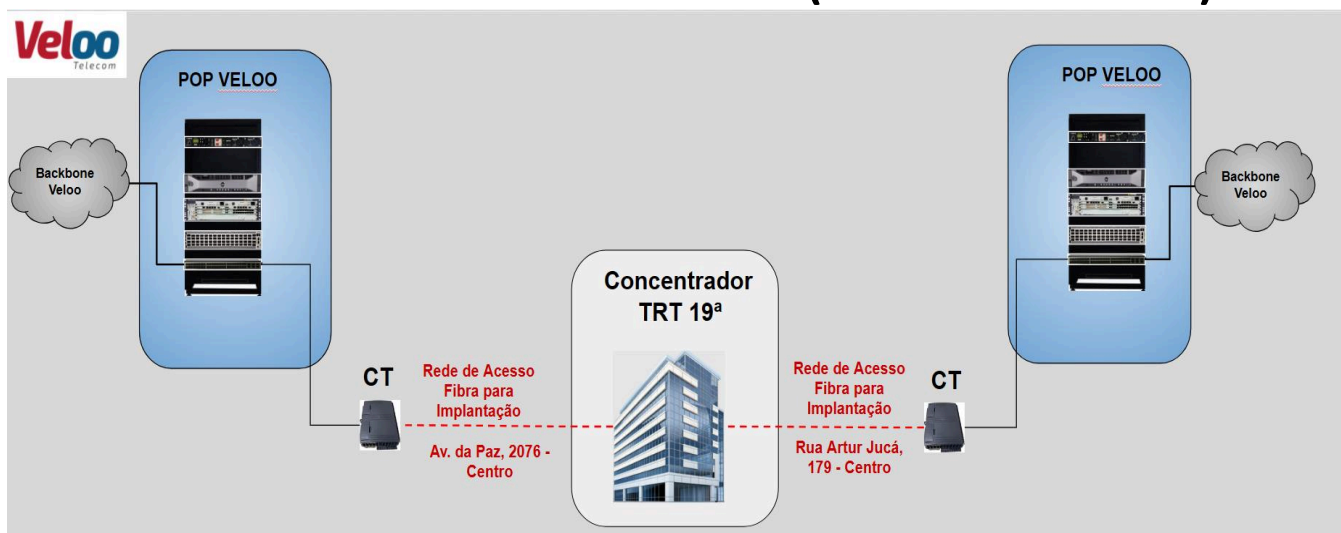 Veloo
Telecom
POP VELOO
Backbone
Veloo
CT
Rede de Acesso
Fibra para
Implantação
Av. da Paz, 2076 -
Centro
Concentrador
TRT 19ª
Rede de Acesso
Fibra para
Implantação
Rua Artur Jucá,
179 - Centro
CT
POP VELOO
Backbone
Veloo